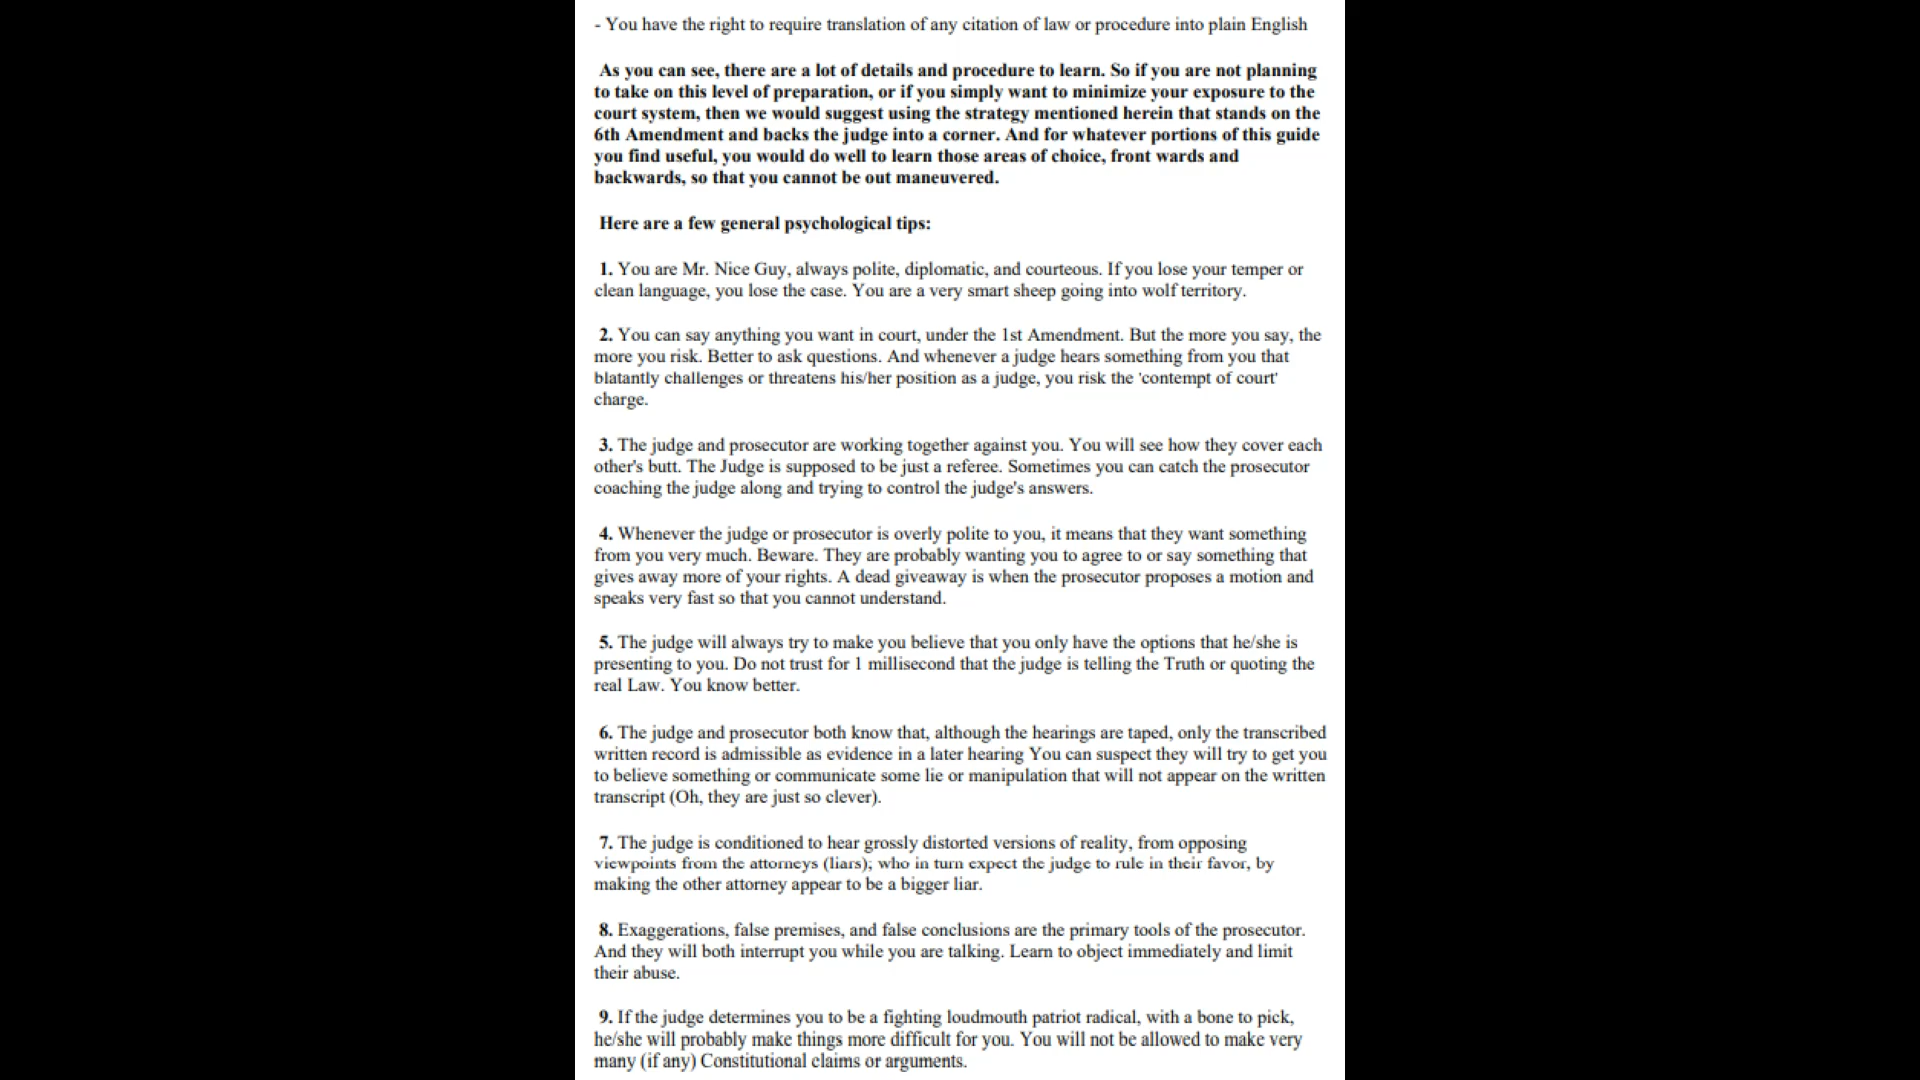 - You have the right to require translation of any citation of law or procedure into plain English
As you can see, there are a lot of details and procedure to learn. So if you are not planning
to take on this level of preparation, or if you simply want to minimize your exposure to the
court system, then we would suggest using the strategy mentioned herein that stands on the
6th Amendment and backs the judge into a corner. And for whatever portions of this guide
you find useful, you would do well to learn those areas of choice, front wards and
backwards, so that you cannot be out maneuvered.
Here are a few general psychological tips:
1. You are Mr. Nice Guy, always polite, diplomatic, and courteous. If you lose your temper or
clean language, you lose the case. You are a very smart sheep going into wolf territory.
2. You can say anything you want in court, under the 1st Amendment. But the more you say, the
more you risk. Better to ask questions. And whenever a judge hears something from you that
blatantly challenges or threatens his/her position as a judge, you risk the 'contempt of court'
charge.
3. The judge and prosecutor are working together against you. You will see how they cover each
other's butt. The Judge is supposed to be just a referee. Sometimes you can catch the prosecutor
coaching the judge along and trying to control the judge's answers.
4. Whenever the judge or prosecutor is overly polite to you, it means that they want something
from you very much. Beware. They are probably wanting you to agree to or say something that
gives away more of your rights. A dead giveaway is when the prosecutor proposes a motion and
speaks very fast so that you cannot understand.
5. The judge will always try to make you believe that you only have the options that he/she is
presenting to you. Do not trust for 1 millisecond that the judge is telling the Truth or quoting the
real Law. You know better.
6. The judge and prosecutor both know that, although the hearings are taped, only the transcribed
written record is admissible as evidence in a later hearing You can suspect they will try to get you
to believe something or communicate some lie or manipulation that will not appear on the written
transcript (Oh, they are just so clever).
7. The judge is conditioned to hear grossly distorted versions of reality, from opposing
viewpoints from the attorneys (liars); who in turn expect the judge to rule in their favor, by
making the other attorney appear to be a bigger liar.
8. Exaggerations, false premises, and false conclusions are the primary tools of the prosecutor.
And they will both interrupt you while you are talking. Learn to object immediately and limit
their abuse.
9. If the judge determines you to be a fighting loudmouth patriot radical, with a bone to pick,
he/she will probably make things more difficult for you. You will not be allowed to make very
many (if any) Constitutional claims or arguments.